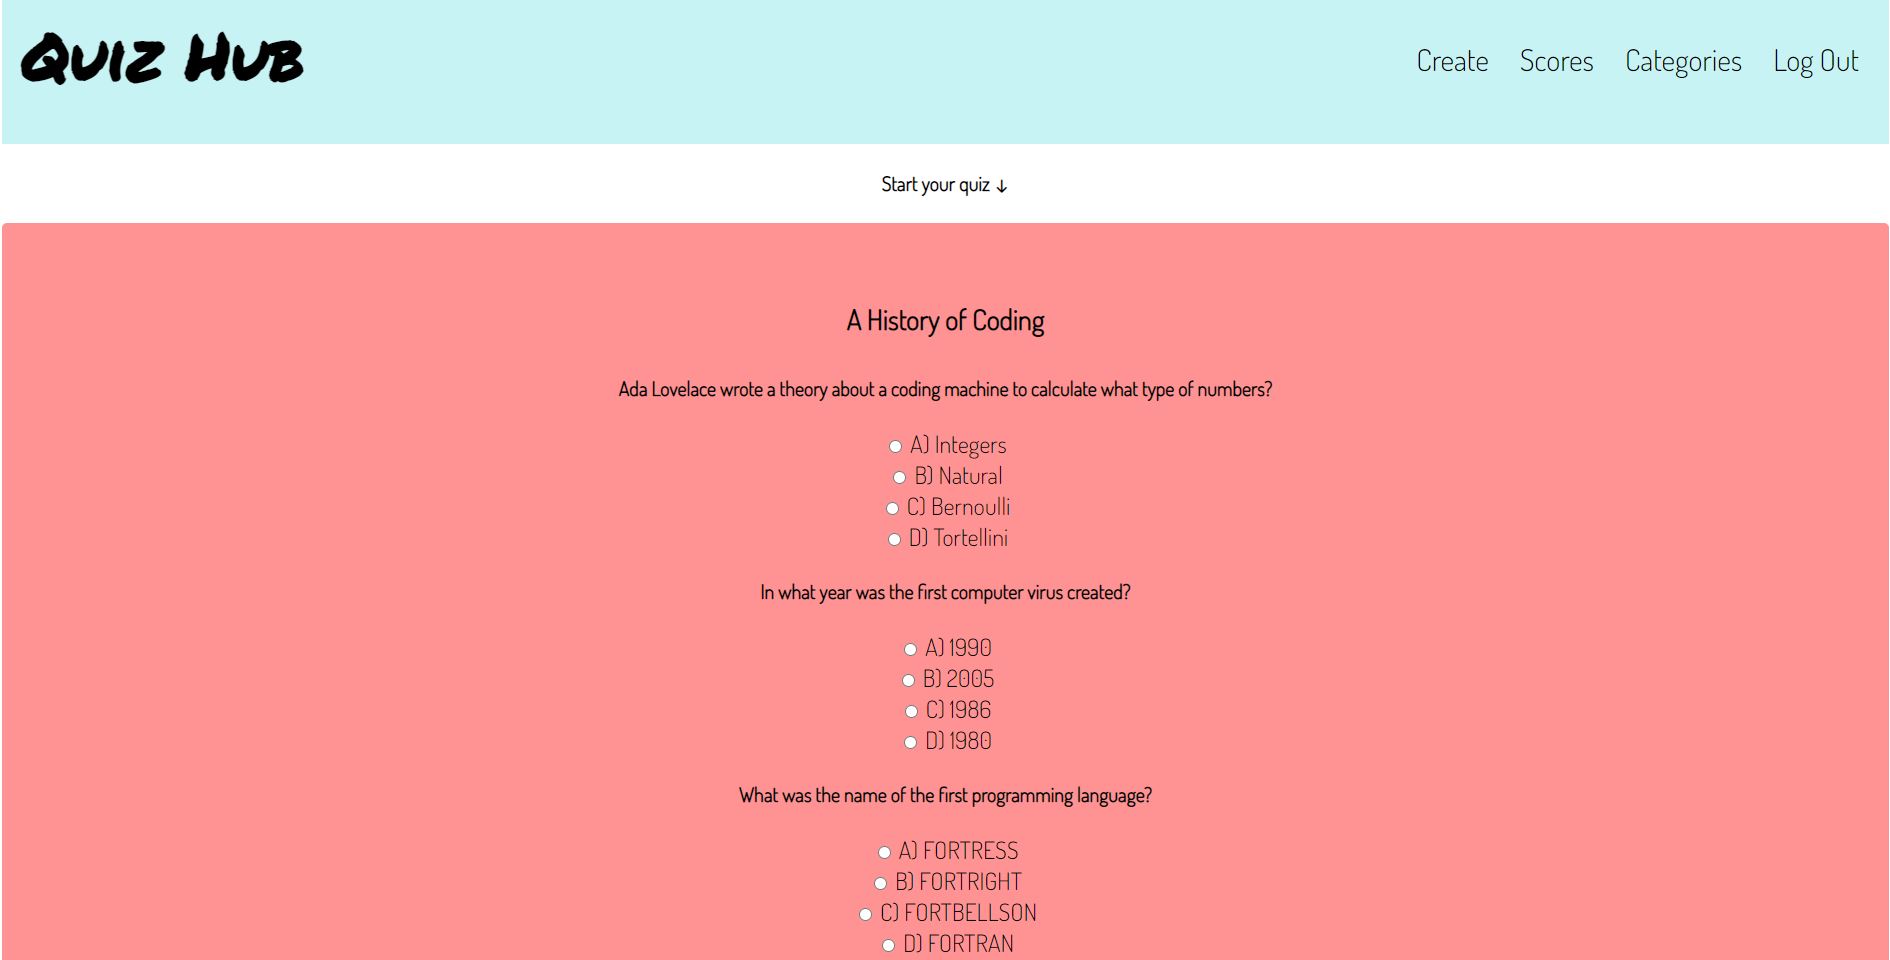 Quiz Hub
Create Scores Categories Log Out
Start your quiz ↓
A History of Coding
Ada Lovelace wrote a theory about a coding machine to calculate what type of numbers?
A) Integers
B) Natural
C) Bernoulli
D) Tortellini
In what year was the first computer virus created?
A) 1990
B) 2005
C) 1986
D) 1980
What was the name of the first programming language?
A) FORTRESS
B) FORTRIGHT
C) FORTBELLSON
D) FORTRAN